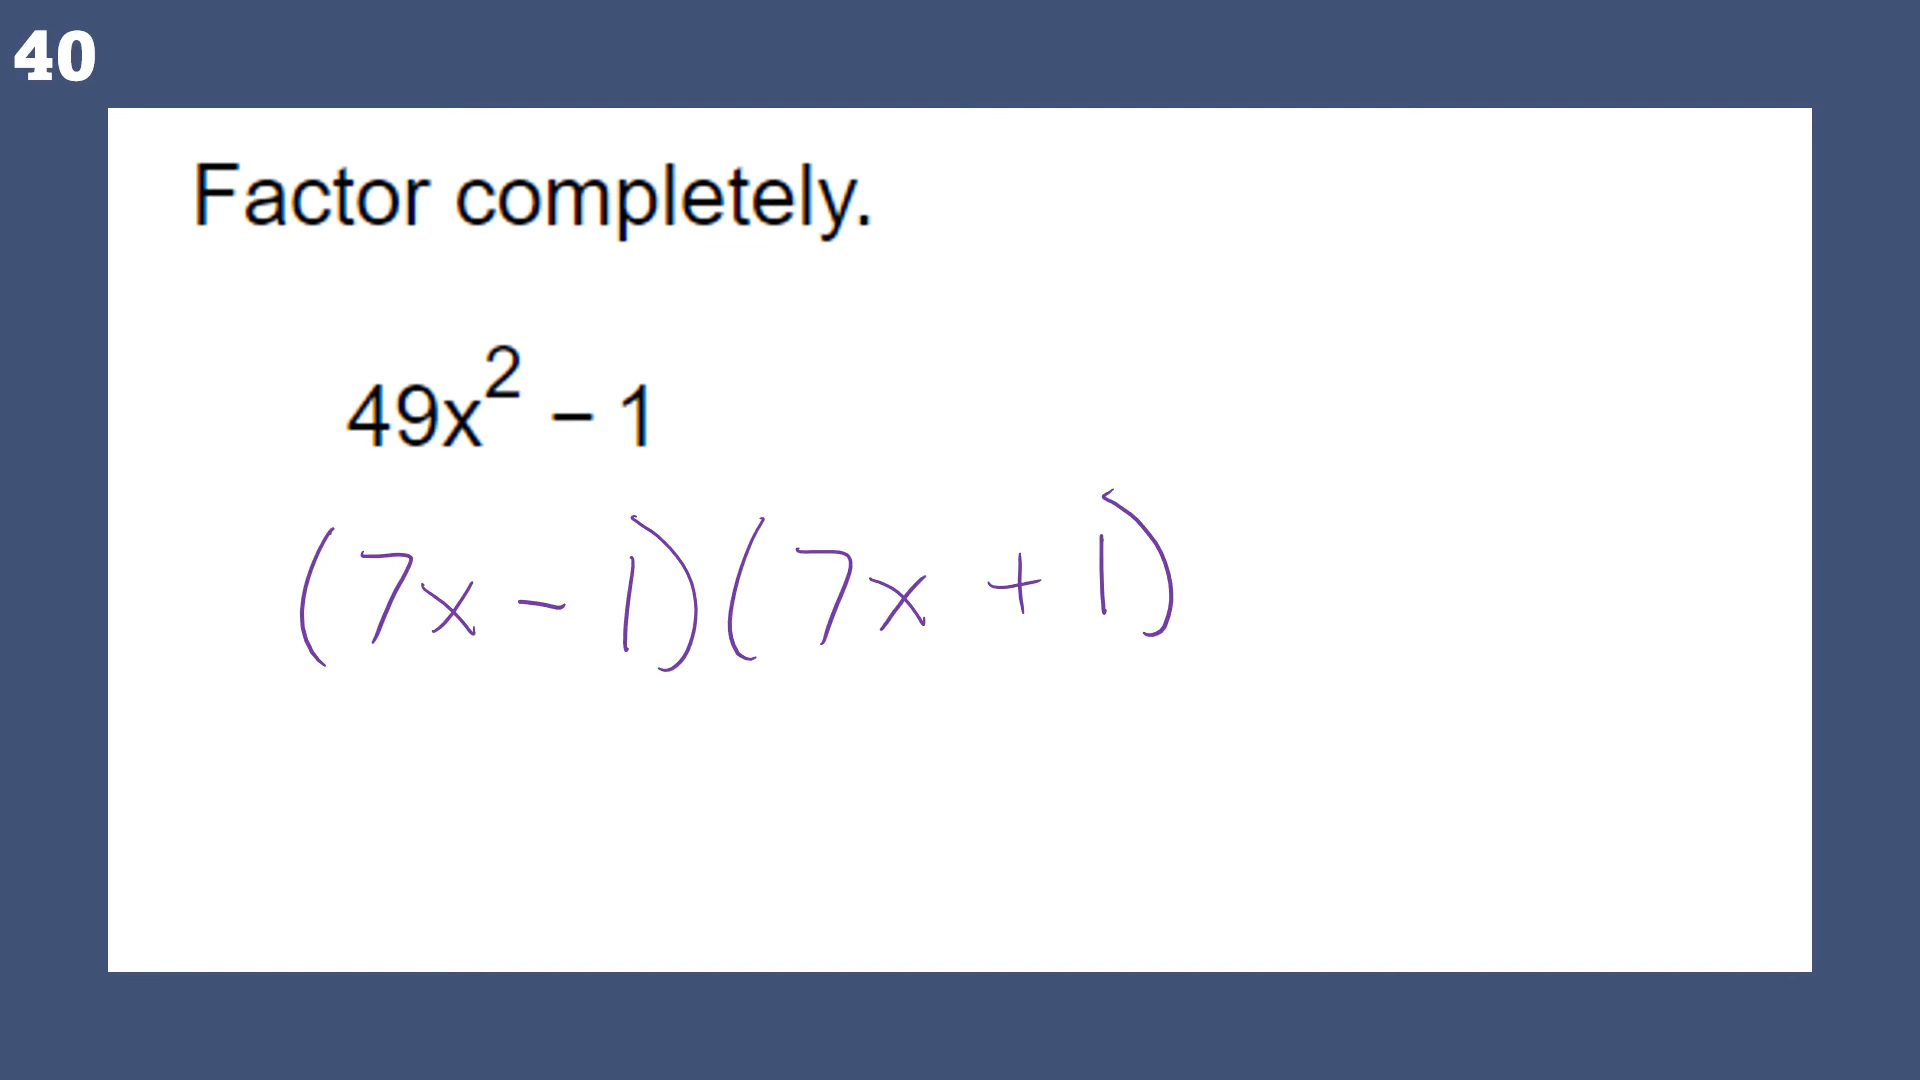 40
Factor completely.
49x² – 1
(7x - 1)(7x + 1)